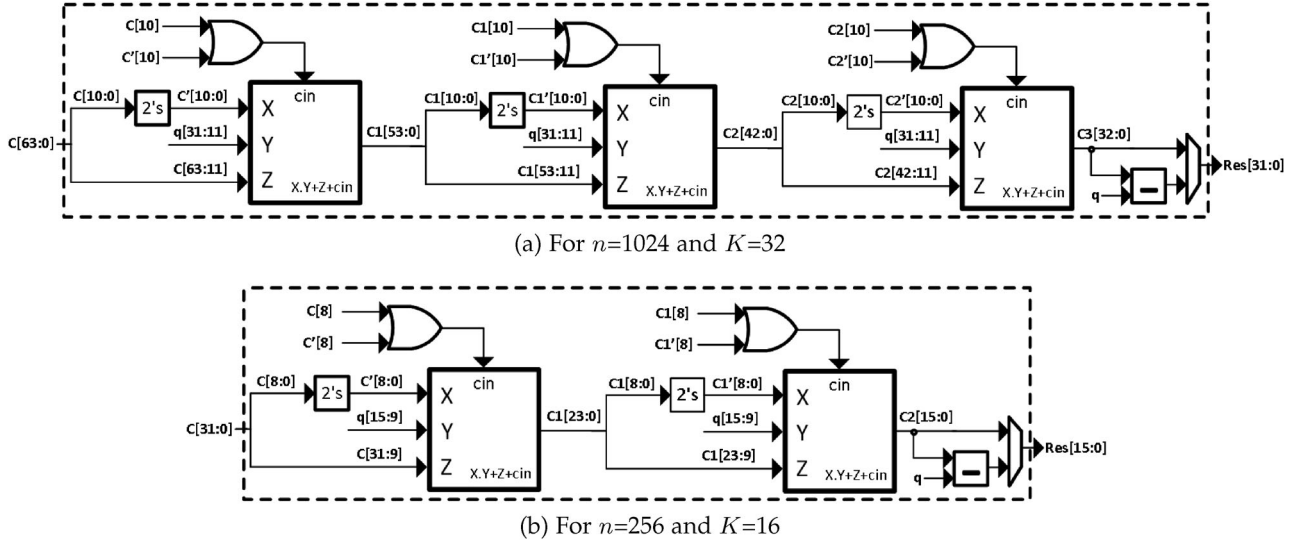 C[10]
C'[10]
C[10:0]
2's
C'[10:0]
q[31:11]
C[63:11]
C[63:0]
cin
X
Y
Z
X.Y+Z+cin
C1[53:0]
C1[10]
C1'[10]
C1[10:0]
2's
C1'[10:0]
q[31:11]
C1[53:11]
cin
X
Y
Z
X.Y+Z+cin
C2[42:0]
C2[10]
C2'[10]
C2[10:0]
2's
C2'[10:0]
q[31:11]
C2[42:11]
cin
X
Y
Z
X.Y+Z+cin
C3[32:0]
q
Res[31:0]
(a) For n=1024 and K=32
C[8]
C'[8]
C[8:0]
2's
C'[8:0]
q[15:9]
C[31:9]
C[31:0]
cin
X
Y
Z
X.Y+Z+cin
C1[23:0]
C1[8]
C1'[8]
C1[8:0]
2's
C1'[8:0]
q[15:9]
C1[23:9]
cin
X
Y
Z
X.Y+Z+cin
C2[15:0]
q
Res[15:0]
(b) For n=256 and K=16